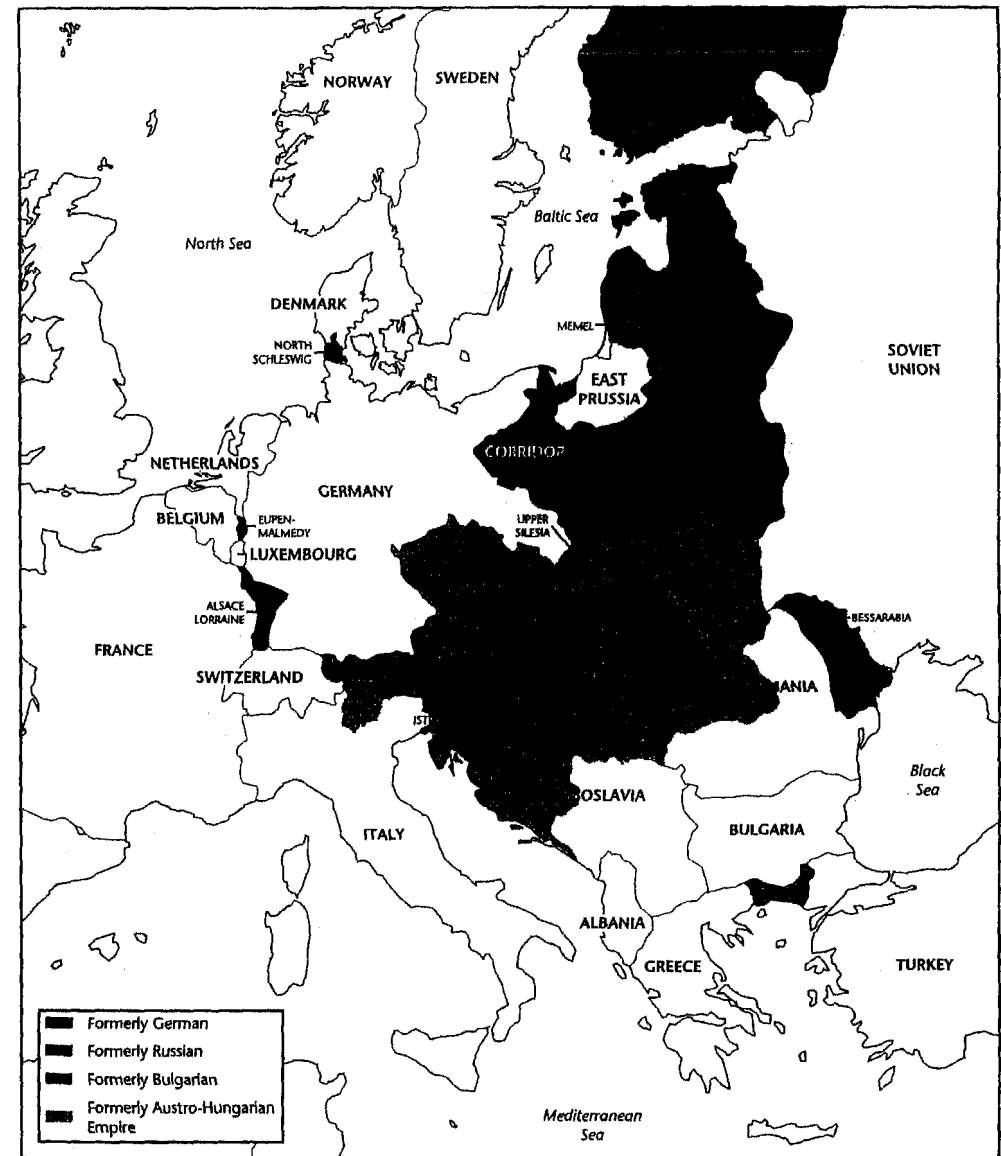 NORWAY
SWEDEN
Baltic Sea
North Sea
DENMARK
NORTH
SCHLESWIG
MEMEL
EAST
PRUSSIA
SOVIET
UNION
CORRIDOR
NETHERLANDS
GERMANY
BELGIUM
EUPEN-
MALMEDY
UPPER
SILESIA
LUXEMBOURG
ALSACE
LORRAINE
BESSARABIA
FRANCE
SWITZERLAND
MANIA
IST
Black
Sea
OSLAVIA
BULGARIA
ITALY
ALBANIA
GREECE
TURKEY
Formerly German
Formerly Russian
Formerly Bulgarian
Formerly Austro-Hungarian
Empire
Mediterranean
Sea